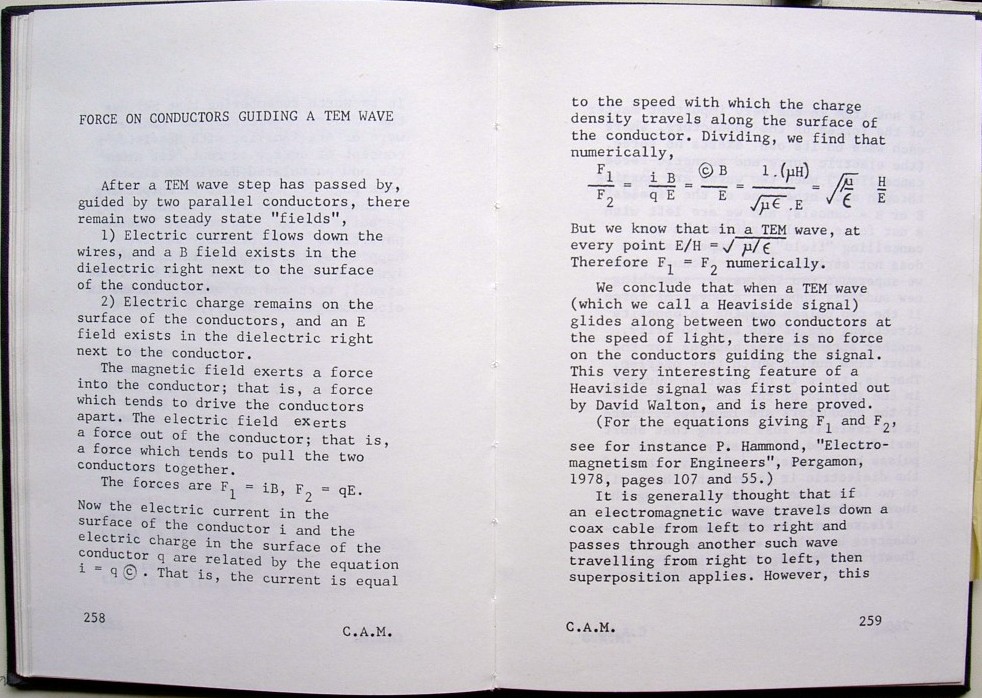 FORCE ON CONDUCTORS GUIDING A TEM WAVE
After a TEM wave step has passed by,
guided by two parallel conductors, there
remain two steady state "fields",
1) Electric current flows down the
wires, and a B field exists in the
dielectric right next to the surface
of the conductor.
2) Electric charge remains on the
surface of the conductors, and an E
field exists in the dielectric right
next to the conductor.
The magnetic field exerts a force
into the conductor; that is, a force
which tends to drive the conductors
apart. The electric field exerts
a force out of the conductor; that is,
a force which tends to pull the two
conductors together.
The forces are F₁ = iB, F₂ = qE.
Now the electric current in the
surface of the conductor i and the
electric charge in the surface of the
conductor q are related by the equation
i = q ©. That is, the current is equal
258
C.A.M.
to the speed with which the charge
density travels along the surface of
the conductor. Dividing, we find that
numerically,
F₁/F₂ = i B/q E = © B/E = 1.(μH)/√με.E = √μ/ε H/E
But we know that in a TEM wave, at
every point E/H = √μ/ε
Therefore F₁ = F₂ numerically.
We conclude that when a TEM wave
(which we call a Heaviside signal)
glides along between two conductors at
the speed of light, there is no force
on the conductors guiding the signal.
This very interesting feature of a
Heaviside signal was first pointed out
by David Walton, and is here proved.
(For the equations giving F₁ and F₂,
see for instance P. Hammond, "Electro-
magnetism for Engineers", Pergamon,
1978, pages 107 and 55.)
It is generally thought that if
an electromagnetic wave travels down a
coax cable from left to right and
passes through another such wave
travelling from right to left, then
superposition applies. However, this
C.A.M.
259